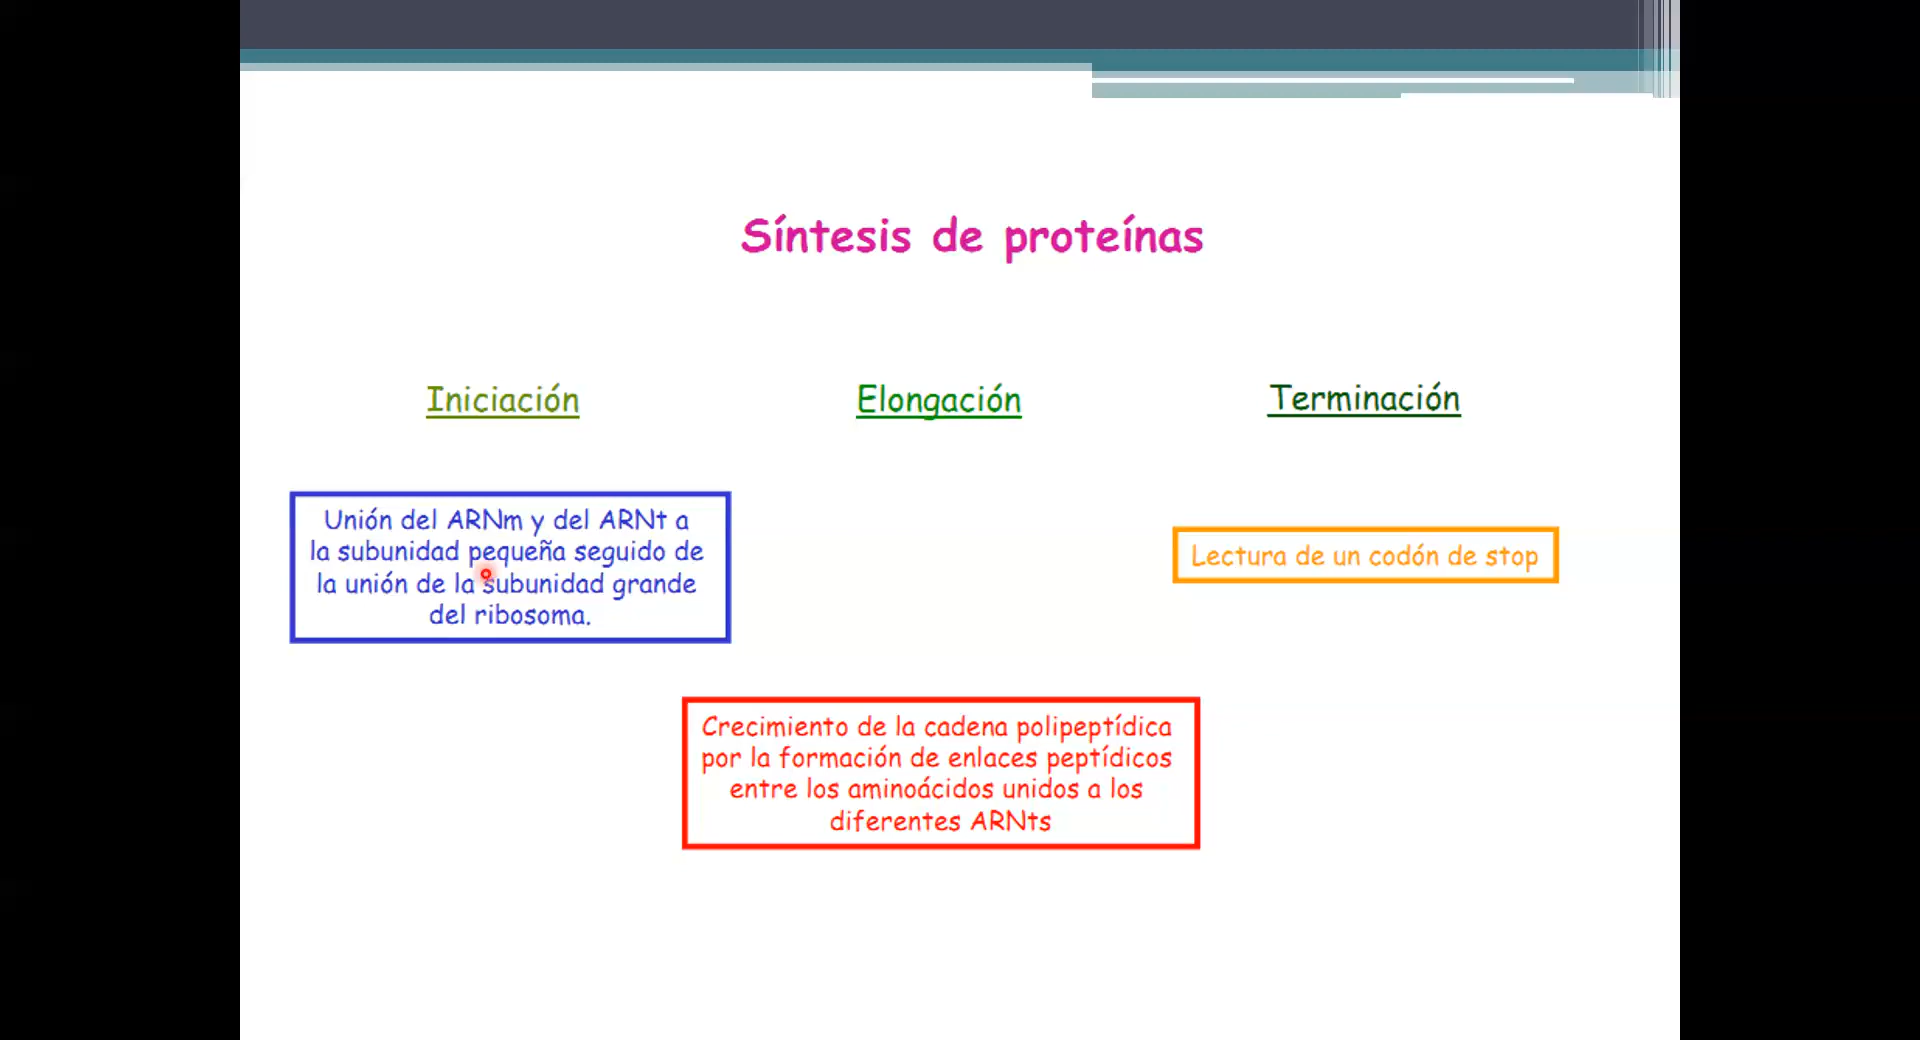 Síntesis de proteínas
Iniciación
Elongación
Terminación
Unión del ARNm y del ARNt a
la subunidad pequeña seguido de
la unión de la subunidad grande
del ribosoma.
Lectura de un codón de stop
Crecimiento de la cadena polipeptídica
por la formación de enlaces peptídicos
entre los aminoácidos unidos a los
diferentes ARNts